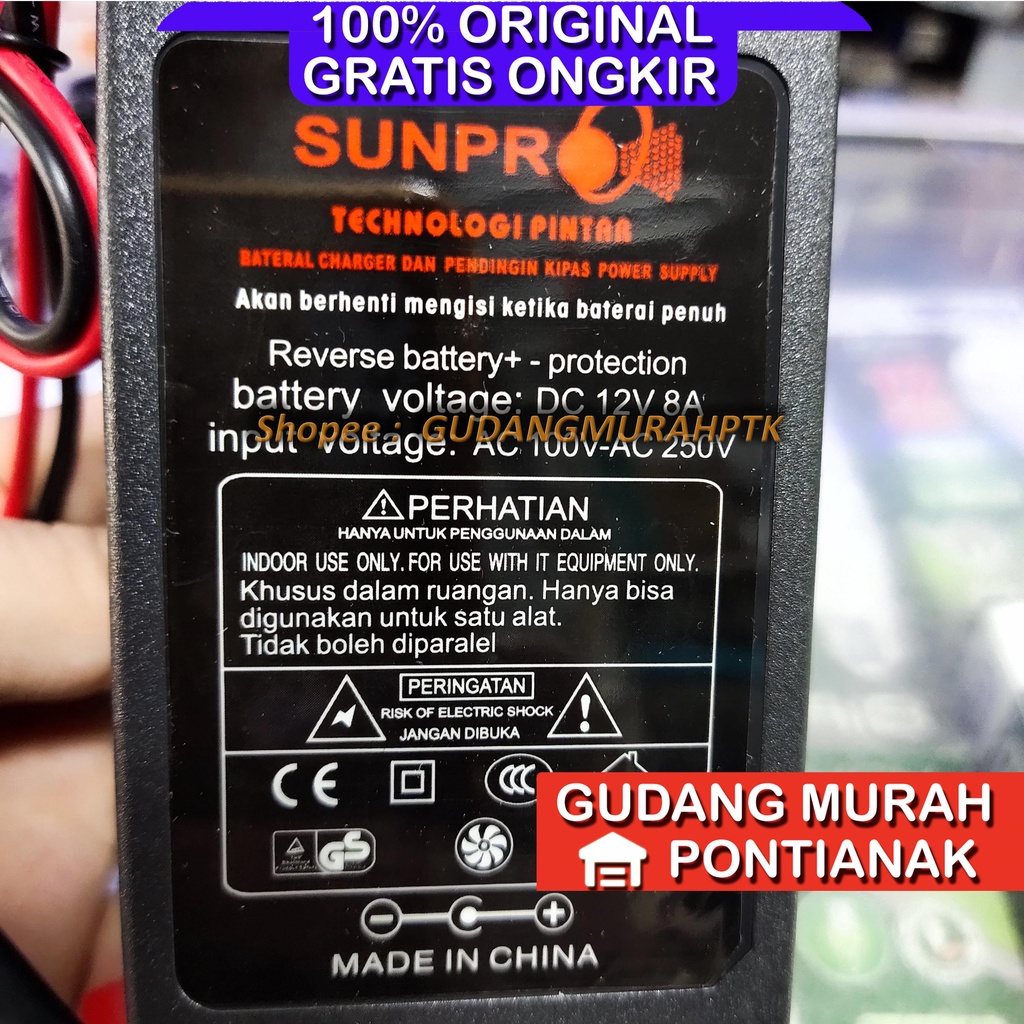 100% ORIGINAL
GRATIS ONGKIR
SUNPRO
TECHNOLOGI PINTAR
BATERAL CHARGER DAN PENDINGIN KIPAS POWER SUPPLY
Akan berhenti mengisi ketika baterai penuh
Reverse battery+ - protection
battery voltage: DC 12V 8A
Shopee : GUDANGMURAHPTK
input voltage: AC 100V-AC 250V
PERHATIAN
HANYA UNTUK PENGGUNAAN DALAM
INDOOR USE ONLY. FOR USE WITH IT EQUIPMENT ONLY.
Khusus dalam ruangan. Hanya bisa
digunakan untuk satu alat.
Tidak boleh diparalel
PERINGATAN
RISK OF ELECTRIC SHOCK
JANGAN DIBUKA
CE CCC
GUDANG MURAH
PONTIANAK
GS
MADE IN CHINA